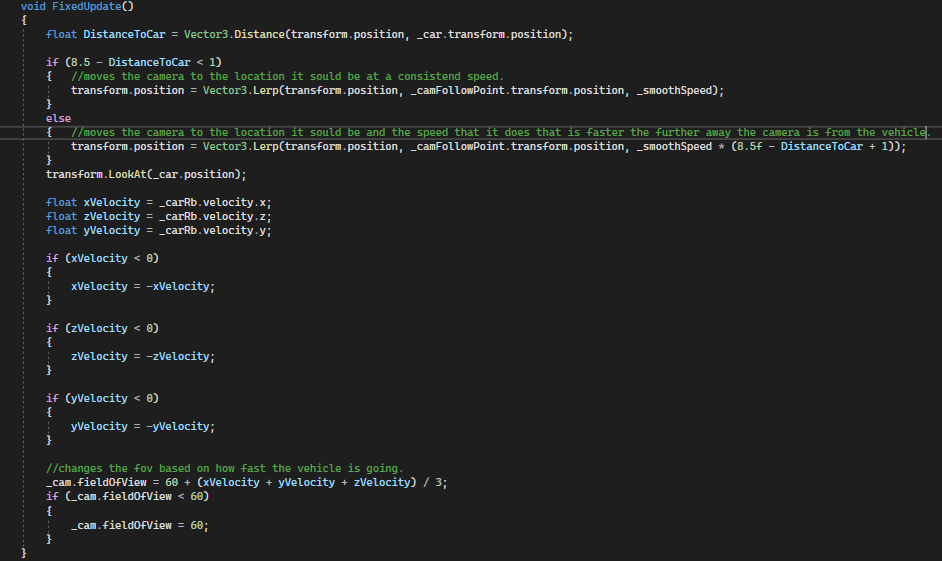 void FixedUpdate()
{
float DistanceToCar = Vector3.Distance(transform.position, _car.transform.position);
if (8.5 - DistanceToCar < 1)
{ //moves the camera to the location it sould be at a consistend speed.
transform.position = Vector3.Lerp(transform.position, _camFollowPoint.transform.position, _smoothSpeed);
}
else
{ //moves the camera to the location it sould be and the speed that it does that is faster the further away the camera is from the vehicle.
transform.position = Vector3.Lerp(transform.position, _camFollowPoint.transform.position, _smoothSpeed * (8.5f - DistanceToCar + 1));
}
transform.LookAt(_car.position);
float xVelocity = _carRb.velocity.x;
float zVelocity = _carRb.velocity.z;
float yVelocity = _carRb.velocity.y;
if (xVelocity < 0)
{
xVelocity = -xVelocity;
}
if (zVelocity < 0)
{
zVelocity = -zVelocity;
}
if (yVelocity < 0)
{
yVelocity = -yVelocity;
}
//changes the fov based on how fast the vehicle is going.
_cam.fieldOfView = 60 + (xVelocity + yVelocity + zVelocity) / 3;
if (_cam.fieldOfView < 60)
{
_cam.fieldOfView = 60;
}
}